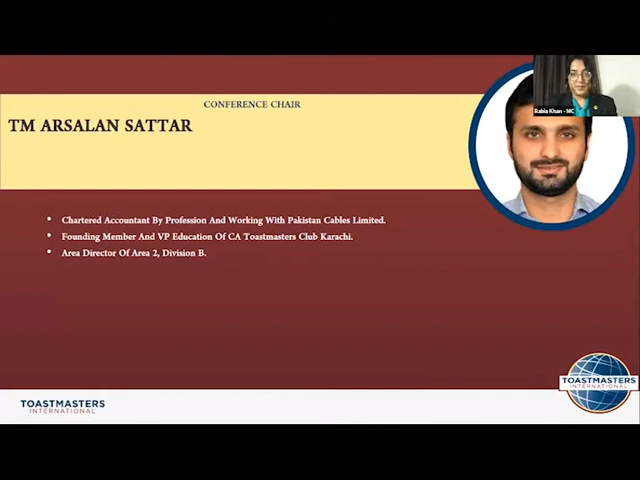 Rabia Khan - MC
CONFERENCE CHAIR
TM ARSALAN SATTAR
• Chartered Accountant By Profession And Working With Pakistan Cables Limited.
• Founding Member And VP Education Of CA Toastmasters Club Karachi.
• Area Director Of Area 2, Division B.
TOASTMASTERS
INTERNATIONAL
TOASTMASTERS
INTERNATIONAL